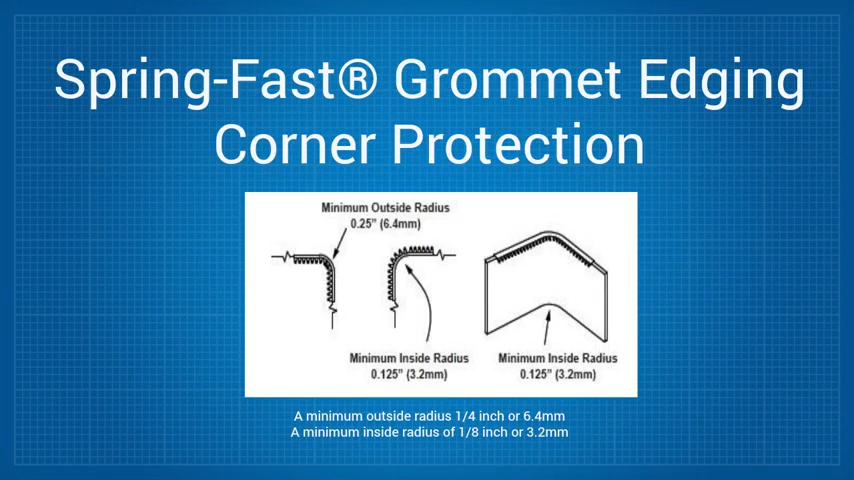 Spring-Fast® Grommet Edging
Corner Protection
Minimum Outside Radius
0.25” (6.4mm)
Minimum Inside Radius
0.125” (3.2mm)
Minimum Inside Radius
0.125” (3.2mm)
A minimum outside radius 1/4 inch or 6.4mm
A minimum inside radius of 1/8 inch or 3.2mm